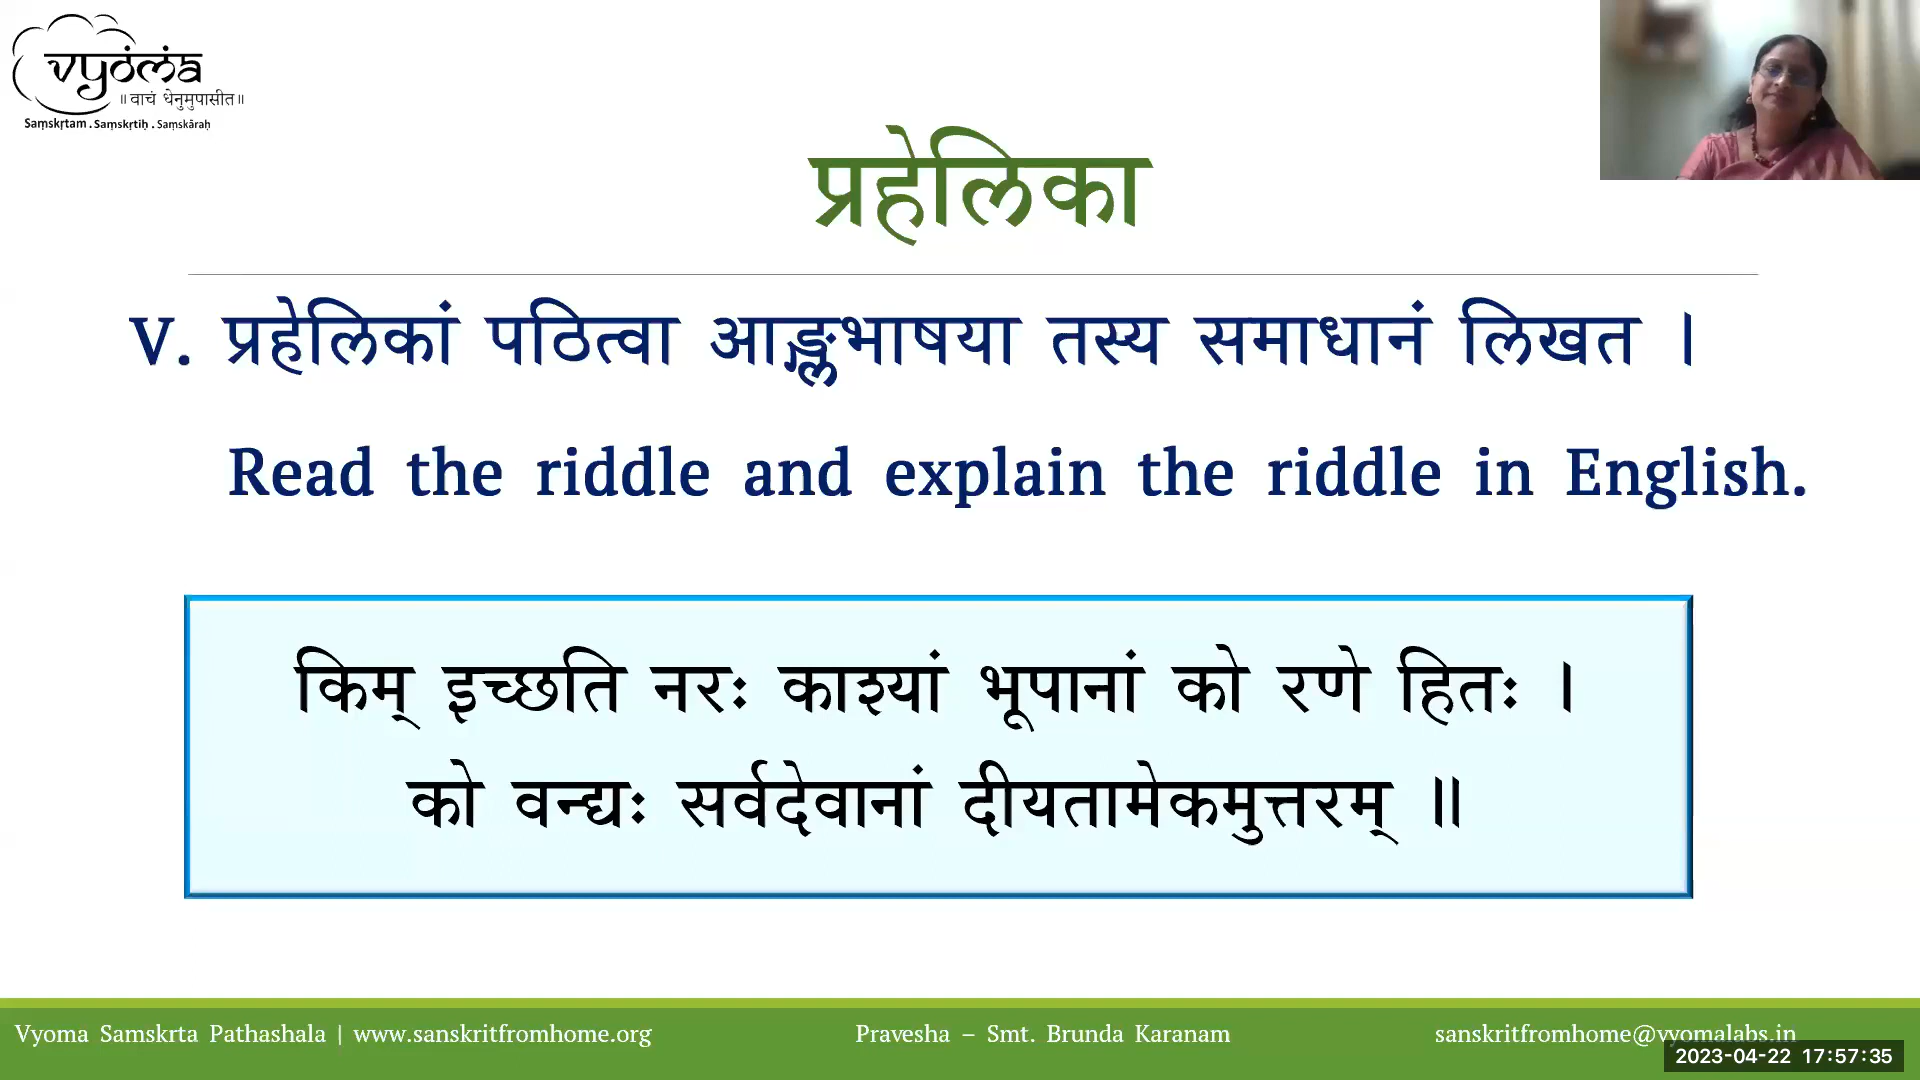 vyoma
॥वाचं धेनुमुपासीत॥
Saṃskṛtam . Saṃskṛtiḥ . Saṃskāraḥ
प्रहेलिका
V. प्रहेलिकां पठित्वा आङ्ग्लभाषया तस्य समाधानं लिखत ।
Read the riddle and explain the riddle in English.
किम् इच्छति नरः काश्यां भूपानां को रणे हितः ।
को वन्द्यः सर्वदेवानां दीयतामेकमुत्तरम् ॥
Vyoma Samskrta Pathashala | www.sanskritfromhome.org
Pravesha – Smt. Brunda Karanam
sanskritfromhome@vyomalabs.in
2023-04-22 17:57:35